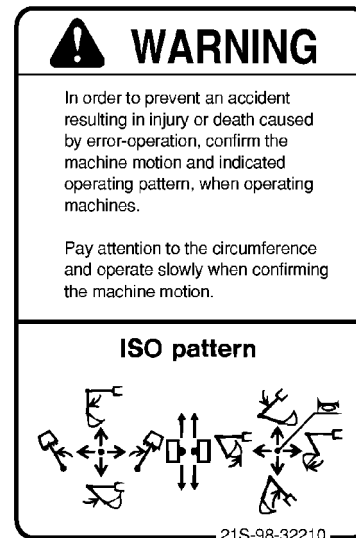 WARNING
In order to prevent an accident
resulting in injury or death caused
by error-operation, confirm the
machine motion and indicated
operating pattern, when operating
machines.
Pay attention to the circumference
and operate slowly when confirming
the machine motion.
ISO pattern
21S-98-32210